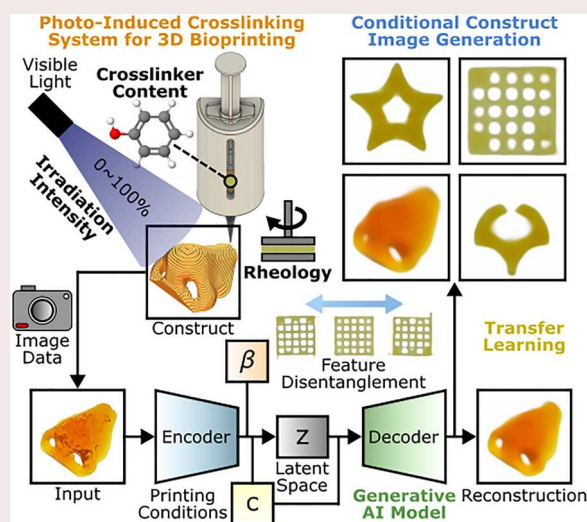 Photo-Induced Crosslinking
System for 3D Bioprinting
Conditional Construct
Image Generation
Visible
Light
Crosslinker
Content
0~100%
Irradiation
Intensity
Rheology
Construct
Image
Data
Feature
Disentanglement
Transfer
Learning
β
Encoder
Z
Latent
Space
Decoder
Input
Printing
Conditions
C
Generative
AI Model
Reconstruction